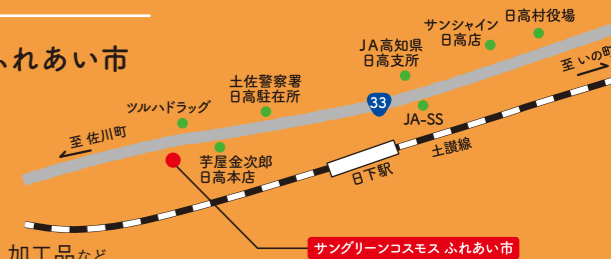 ふれあい市
サンシャイン
日高店
日高村役場
JA高知県
日高支所
至 いの町
土佐警察署
日高駐在所
33
ツルハドラッグ
JA-SS
至 佐川町
芋屋金次郎
日高本店
土讃線
日下駅
サングリーンコスモス ふれあい市
加工品など